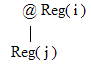 @ Reg( i )
Reg( j )